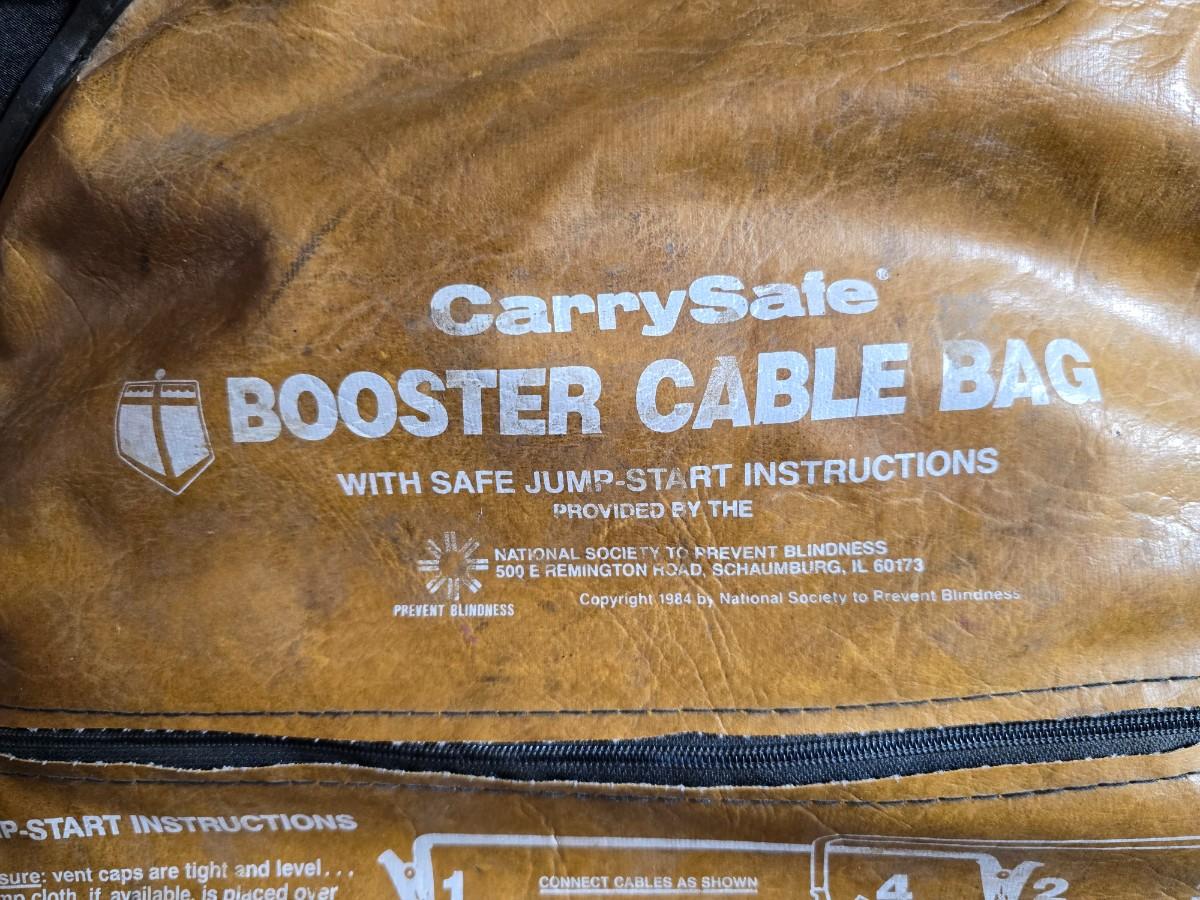 CarrySafe®
BOOSTER CABLE BAG
WITH SAFE JUMP-START INSTRUCTIONS
PROVIDED BY THE
NATIONAL SOCIETY TO PREVENT BLINDNESS
500 E REMINGTON ROAD, SCHAUMBURG, IL 60173
PREVENT BLINDNESS
Copyright 1984 by National Society to Prevent Blindness
P-START INSTRUCTIONS
sure: vent caps are tight and level...
cloth, if available, is placed over
1
CONNECT CABLES AS SHOWN
4
2